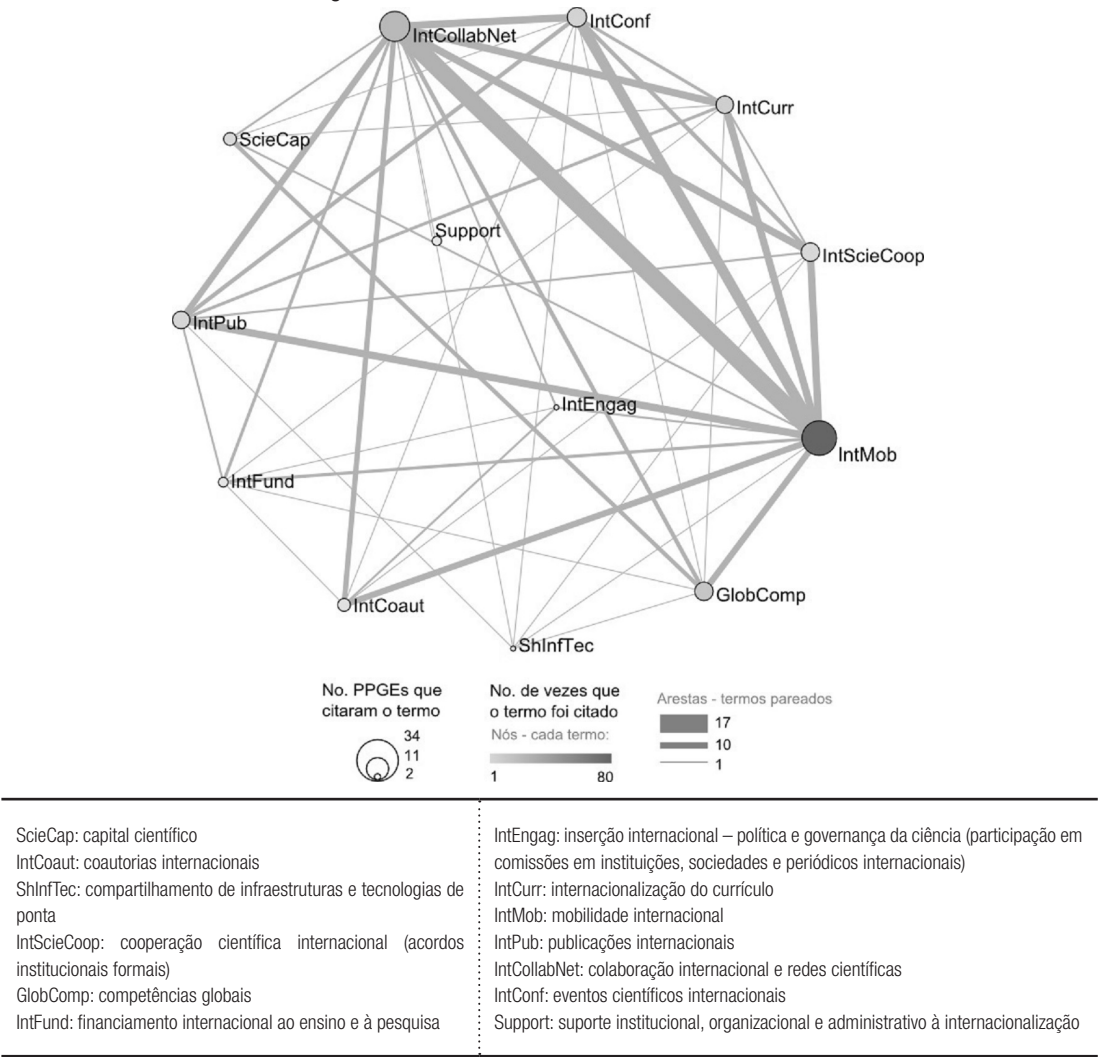 IntCollabNet
IntConf
IntCurr
ScieCap
Support
IntScieCoop
IntPub
IntEngag
IntMob
IntFund
IntCoaut
GlobComp
ShInfTec
No. PPGEs que
citaram o termo
34
11
2
No. de vezes que
o termo foi citado
Nós - cada termo:
1 80
Arestas - termos pareados
17
10
1
ScieCap: capital científico
IntCoaut: coautorias internacionais
ShInfTec: compartilhamento de infraestruturas e tecnologias de
ponta
IntScieCoop: cooperação científica internacional (acordos
institucionais formais)
GlobComp: competências globais
IntFund: financiamento internacional ao ensino e à pesquisa
IntEngag: inserção internacional – política e governança da ciência (participação em
comissões em instituições, sociedades e periódicos internacionais)
IntCurr: internacionalização do currículo
IntMob: mobilidade internacional
IntPub: publicações internacionais
IntCollabNet: colaboração internacional e redes científicas
IntConf: eventos científicos internacionais
Support: suporte institucional, organizacional e administrativo à internacionalização